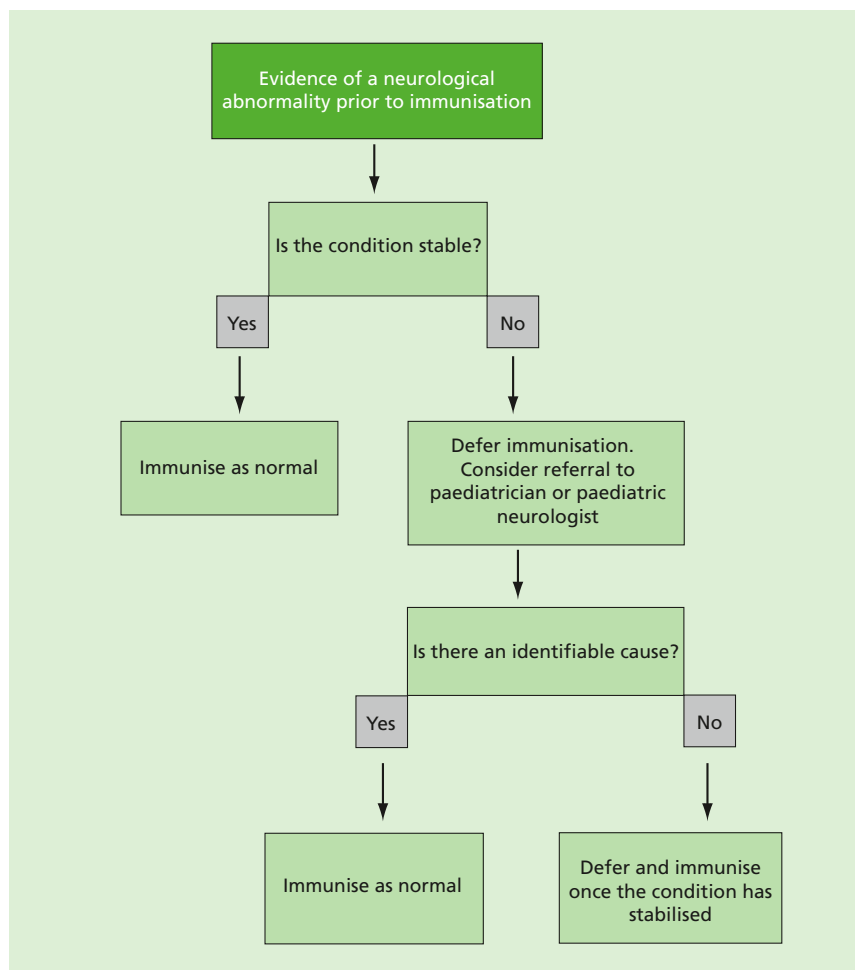 Evidence of a neurological
abnormality prior to immunisation
Is the condition stable?
Yes
No
Immunise as normal
Defer immunisation.
Consider referral to
paediatrician or paediatric
neurologist
Is there an identifiable cause?
Yes
No
Immunise as normal
Defer and immunise
once the condition has
stabilised